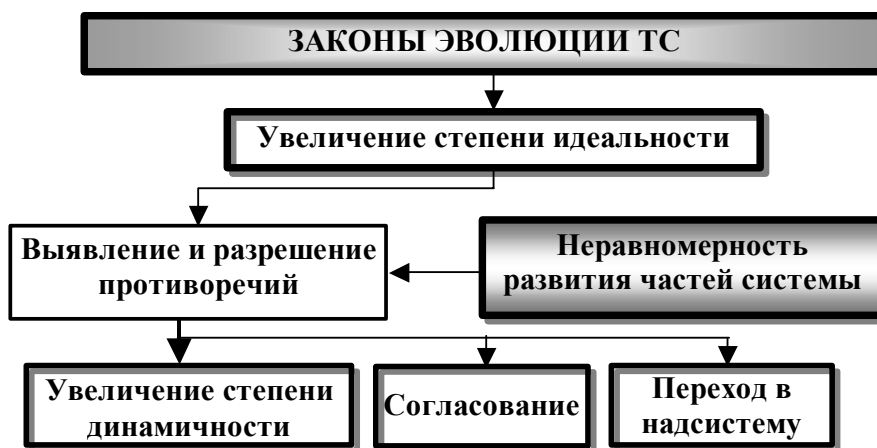 ЗАКОНЫ ЭВОЛЮЦИИ ТС
Увеличение степени идеальности
Выявление и разрешение
противоречий
Неравномерность
развития частей системы
Увеличение степени
динамичности
Согласование
Переход в
надсистему